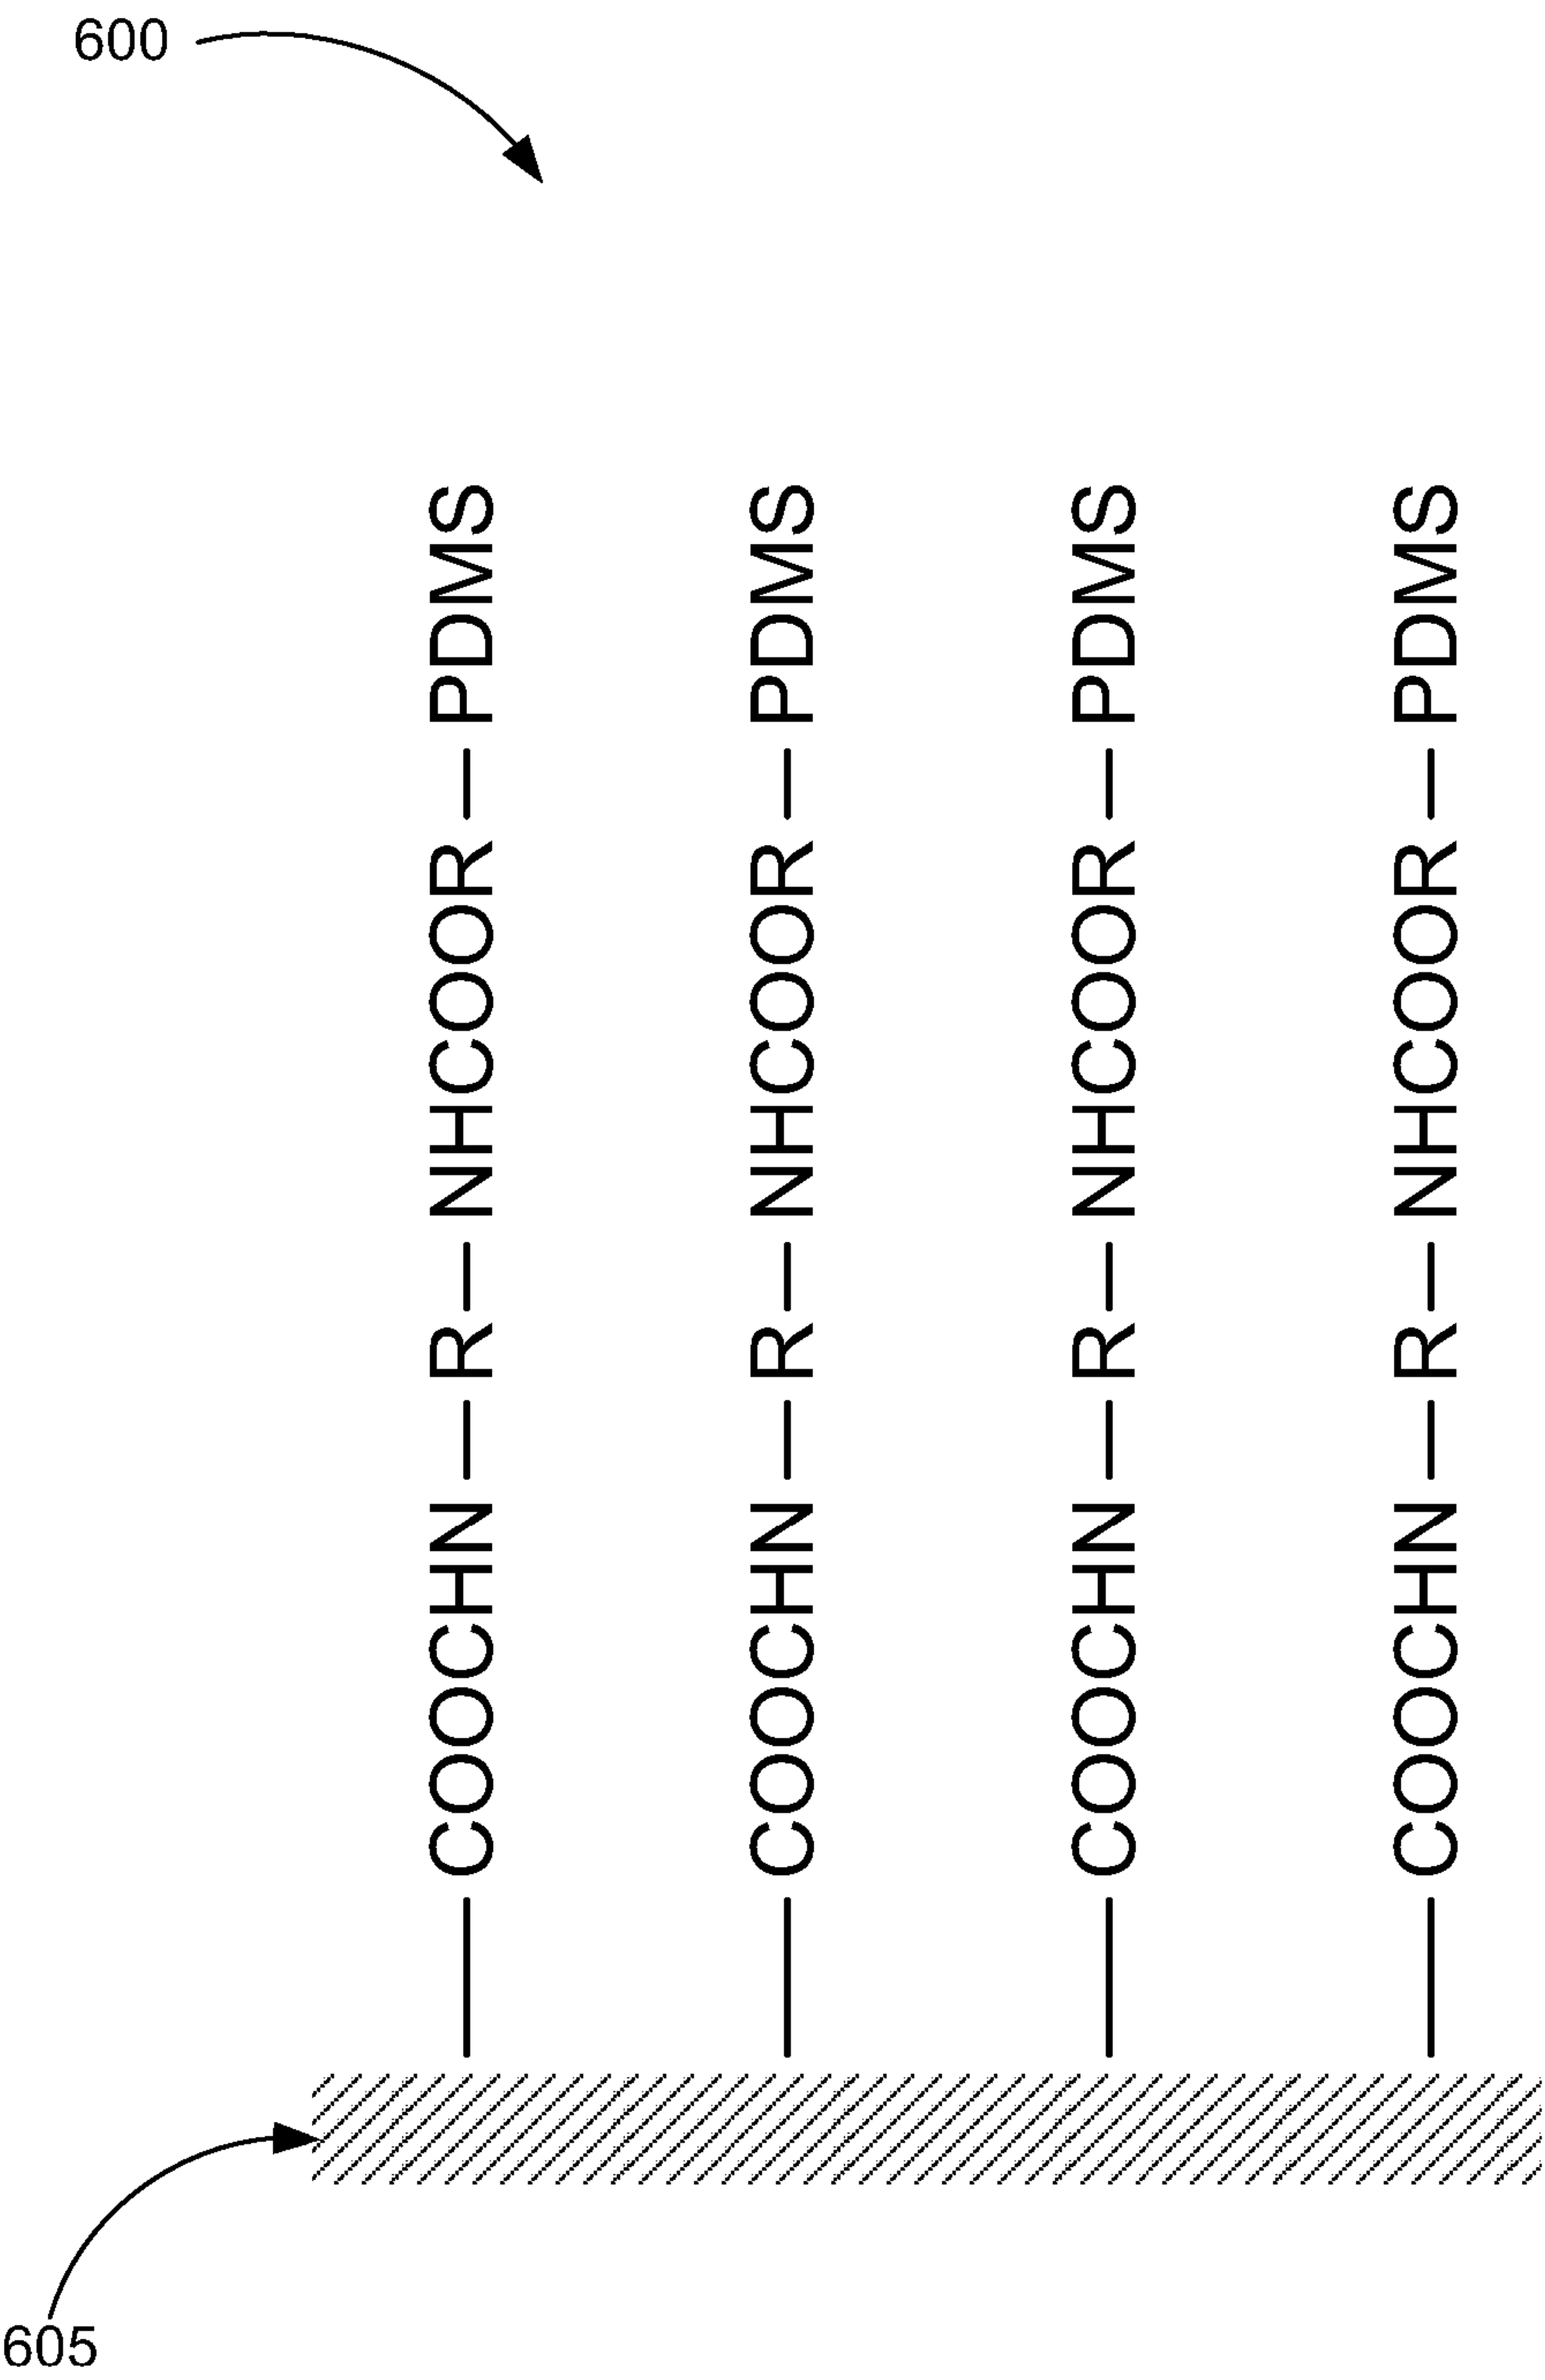 600
COOCHN — R — NHCOOR — PDMS
COOCHN — R — NHCOOR — PDMS
COOCHN — R — NHCOOR — PDMS
COOCHN — R — NHCOOR — PDMS
605